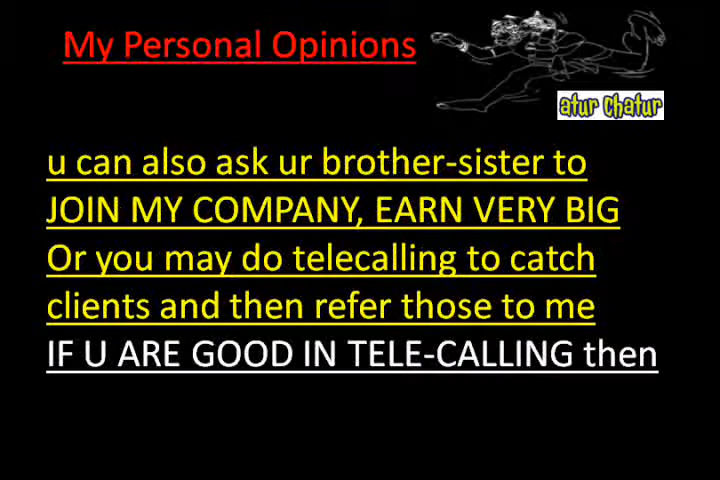 My Personal Opinions
atur chatur
u can also ask ur brother-sister to
JOIN MY COMPANY, EARN VERY BIG
Or you may do telecalling to catch
clients and then refer those to me
IF U ARE GOOD IN TELE-CALLING then